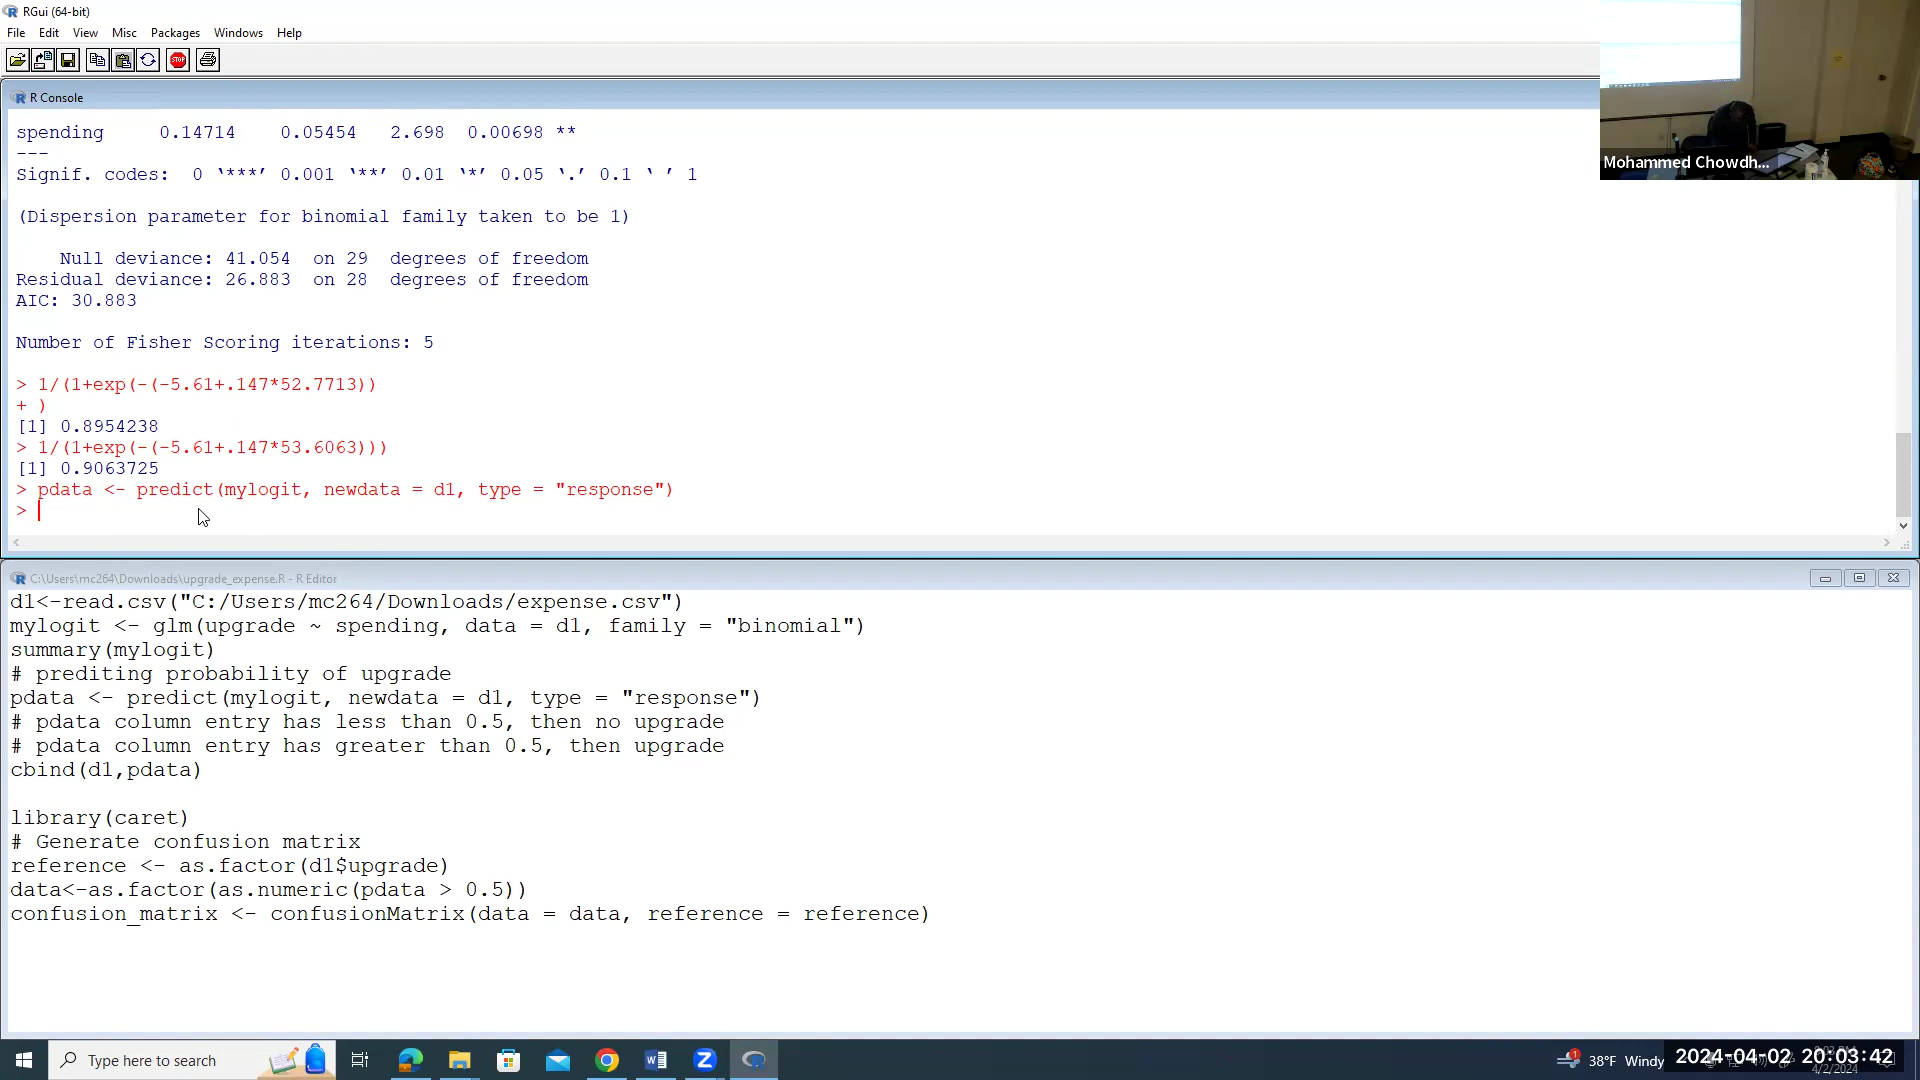 RGui (64-bit)
File Edit View Misc Packages Windows Help
STOP
R Console
spending     0.14714    0.05454   2.698  0.00698 **
---
Signif. codes:  0 ‘***’ 0.001 ‘**’ 0.01 ‘*’ 0.05 ‘.’ 0.1 ‘ ’ 1
(Dispersion parameter for binomial family taken to be 1)
Null deviance: 41.054  on 29  degrees of freedom
Residual deviance: 26.883  on 28  degrees of freedom
AIC: 30.883
Number of Fisher Scoring iterations: 5
> 1/(1+exp(-(-5.61+.147*52.7713))
+ )
[1] 0.8954238
> 1/(1+exp(-(-5.61+.147*53.6063)))
[1] 0.9063725
> pdata <- predict(mylogit, newdata = d1, type = "response")
>
Mohammed Chowdh...
C:\Users\mc264\Downloads\upgrade_expense.R - R Editor
d1<-read.csv("C:/Users/mc264/Downloads/expense.csv")
mylogit <- glm(upgrade ~ spending, data = d1, family = "binomial")
summary(mylogit)
# prediting probability of upgrade
pdata <- predict(mylogit, newdata = d1, type = "response")
# pdata column entry has less than 0.5, then no upgrade
# pdata column entry has greater than 0.5, then upgrade
cbind(d1,pdata)
library(caret)
# Generate confusion matrix
reference <- as.factor(d1$upgrade)
data<-as.factor(as.numeric(pdata > 0.5))
confusion_matrix <- confusionMatrix(data = data, reference = reference)
Type here to search
1
38°F Windy
2024-04-02 20:03:42
4/2/2024